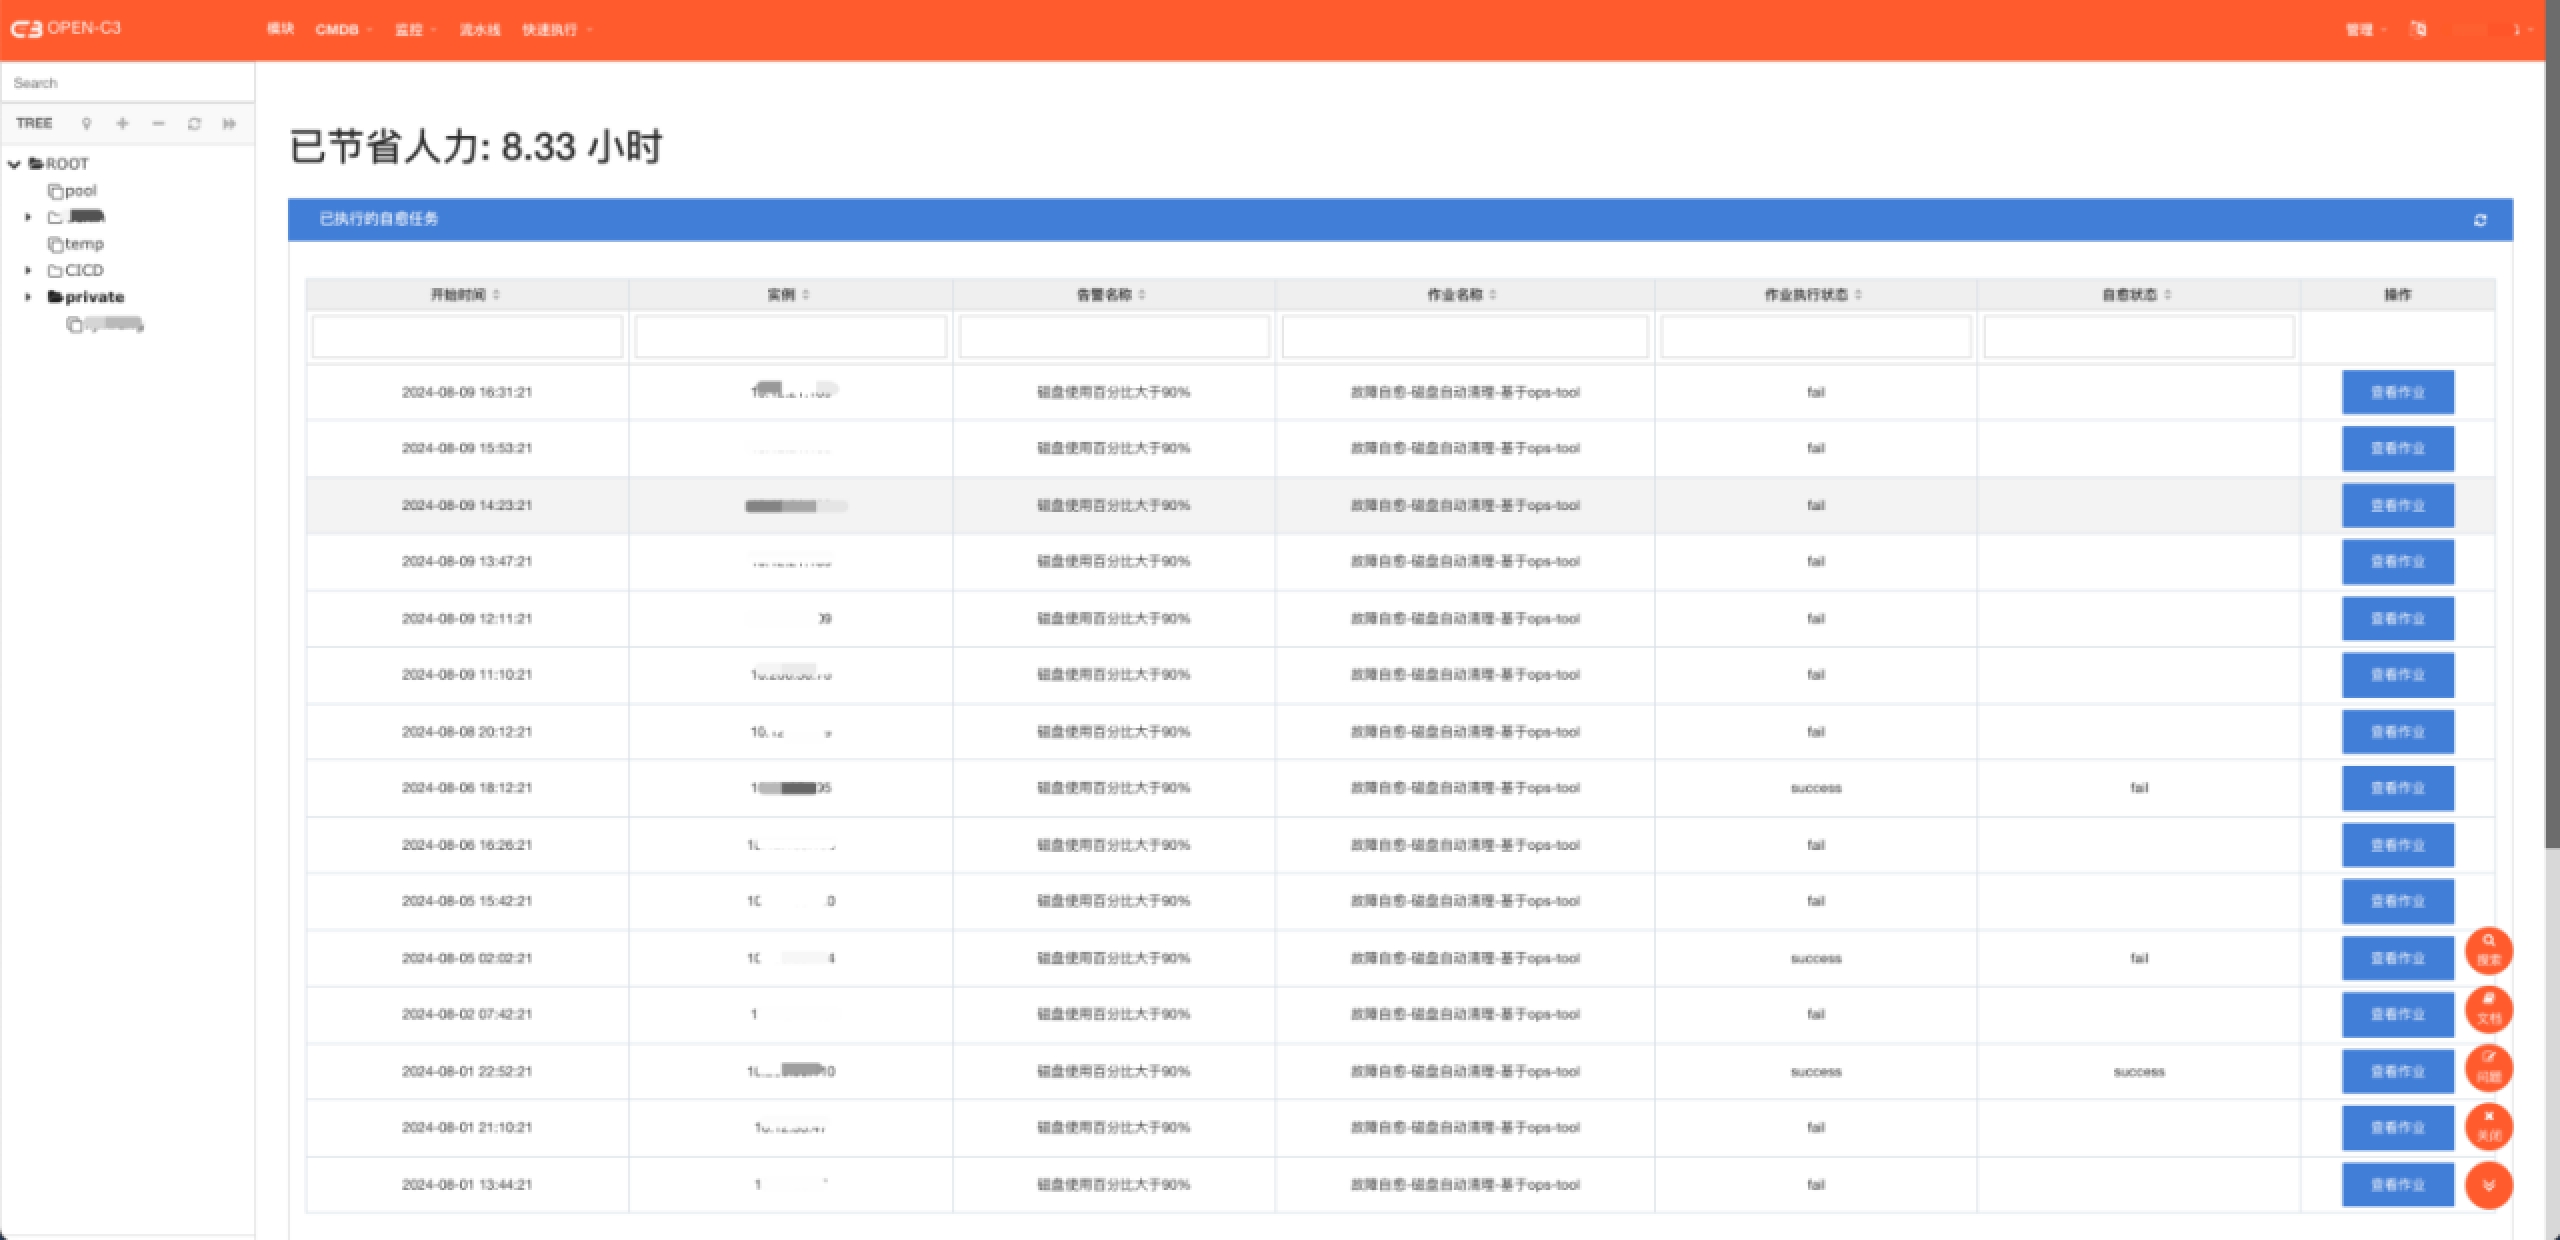 OPEN-C3 模块 CMDB 监控 流水线 快速执行 管理
Search
TREE
ROOT
pool
temp
CICD
private
已节省人力: 8.33 小时
已执行的自愈任务
开始时间 实例 告警名称 作业名称 作业执行状态 自愈状态 操作
2024-08-09 16:31:21 磁盘使用百分比大于90% 故障自愈-磁盘自动清理-基于ops-tool fail 查看作业
2024-08-09 15:53:21 磁盘使用百分比大于90% 故障自愈-磁盘自动清理-基于ops-tool fail 查看作业
2024-08-09 14:23:21 磁盘使用百分比大于90% 故障自愈-磁盘自动清理-基于ops-tool fail 查看作业
2024-08-09 13:47:21 磁盘使用百分比大于90% 故障自愈-磁盘自动清理-基于ops-tool fail 查看作业
2024-08-09 12:11:21 磁盘使用百分比大于90% 故障自愈-磁盘自动清理-基于ops-tool fail 查看作业
2024-08-09 11:10:21 磁盘使用百分比大于90% 故障自愈-磁盘自动清理-基于ops-tool fail 查看作业
2024-08-08 20:12:21 磁盘使用百分比大于90% 故障自愈-磁盘自动清理-基于ops-tool fail 查看作业
2024-08-06 18:12:21 磁盘使用百分比大于90% 故障自愈-磁盘自动清理-基于ops-tool success fail 查看作业
2024-08-06 16:26:21 磁盘使用百分比大于90% 故障自愈-磁盘自动清理-基于ops-tool fail 查看作业
2024-08-05 15:42:21 磁盘使用百分比大于90% 故障自愈-磁盘自动清理-基于ops-tool fail 查看作业
2024-08-05 02:02:21 磁盘使用百分比大于90% 故障自愈-磁盘自动清理-基于ops-tool success fail 查看作业
搜索
2024-08-02 07:42:21 磁盘使用百分比大于90% 故障自愈-磁盘自动清理-基于ops-tool fail 查看作业
文档
2024-08-01 22:52:21 磁盘使用百分比大于90% 故障自愈-磁盘自动清理-基于ops-tool success success 查看作业
问题
2024-08-01 21:10:21 磁盘使用百分比大于90% 故障自愈-磁盘自动清理-基于ops-tool fail 查看作业
关闭
2024-08-01 13:44:21 磁盘使用百分比大于90% 故障自愈-磁盘自动清理-基于ops-tool fail 查看作业